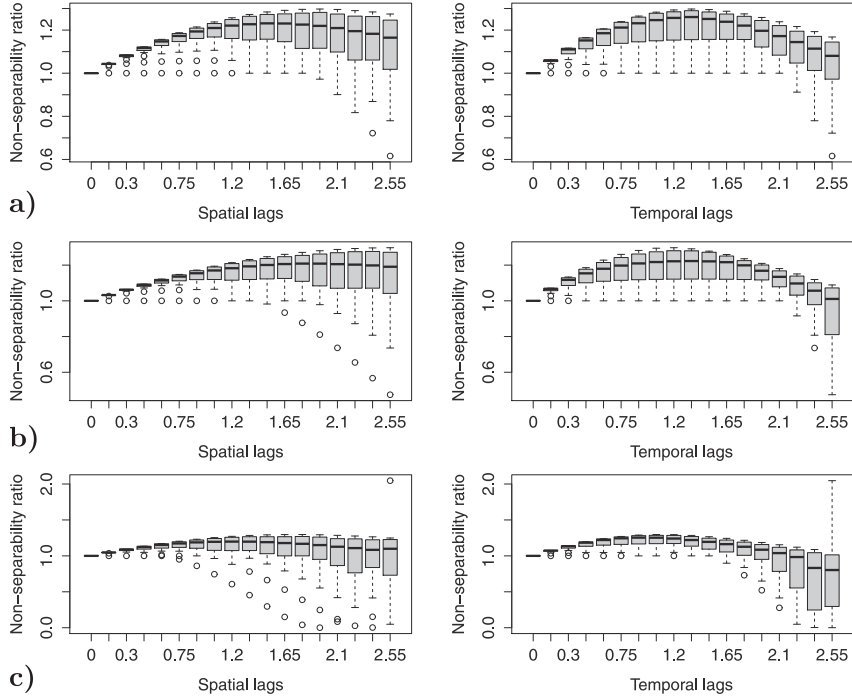 Non−separability ratio
1.2
1.0
0.8
0.6
0 0.3 0.75 1.2 1.65 2.1 2.55
Spatial lags
Non−separability ratio
1.2
1.0
0.8
0.6
0 0.3 0.75 1.2 1.65 2.1 2.55
Temporal lags
a)
Non−separability ratio
1.0
0.6
0 0.3 0.75 1.2 1.65 2.1 2.55
Spatial lags
Non−separability ratio
1.0
0.6
0 0.3 0.75 1.2 1.65 2.1 2.55
Temporal lags
b)
Non−separability ratio
2.0
1.0
0.0
0 0.3 0.75 1.2 1.65 2.1 2.55
Spatial lags
Non−separability ratio
2.0
1.0
0.0
0 0.3 0.75 1.2 1.65 2.1 2.55
Temporal lags
c)